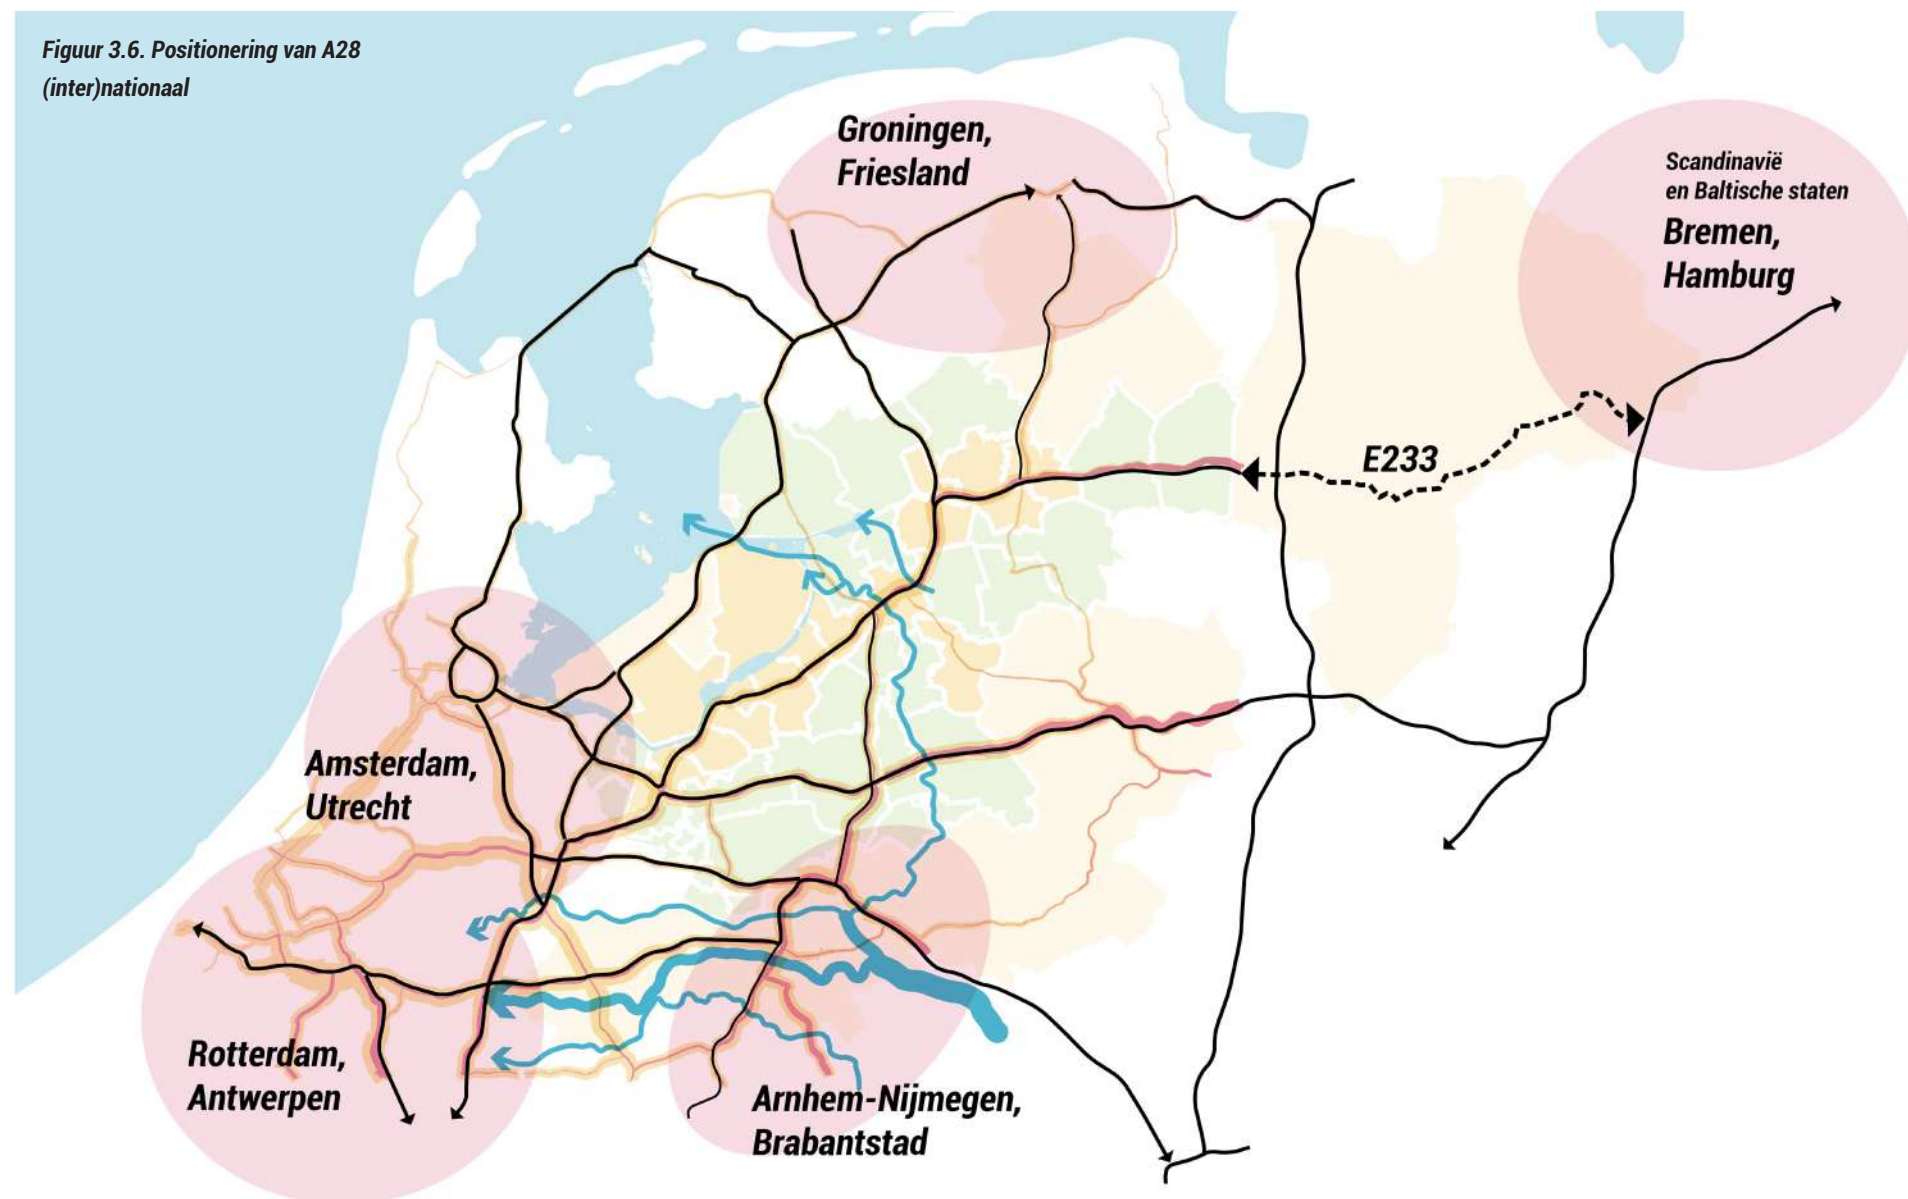 Figuur 3.6. Positionering van A28
(inter)nationaal
Groningen,
Friesland
Scandinavië
en Baltische staten
Bremen,
Hamburg
E233
Amsterdam,
Utrecht
Rotterdam,
Antwerpen
Arnhem-Nijmegen,
Brabantstad